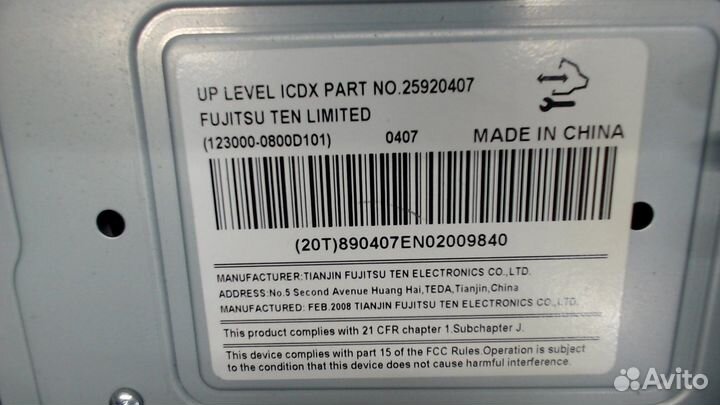 UP LEVEL ICDX PART NO.25920407
FUJITSU TEN LIMITED
(123000-0800D101) 0407 MADE IN CHINA
(20T)890407EN02009840
MANUFACTURER:TIANJIN FUJITSU TEN ELECTRONICS CO.,LTD.
ADDRESS:No.5 Second Avenue Huang Hai,TEDA,Tianjin,China
MANUFACTURED: FEB.2008 TIANJIN FUJITSU TEN ELECTRONICS CO.,LTD.
This product complies with 21 CFR chapter 1.Subchapter J.
This device complies with part 15 of the FCC Rules.Operation is subject
to the condition that this device does not cause harmful interference.
Avito